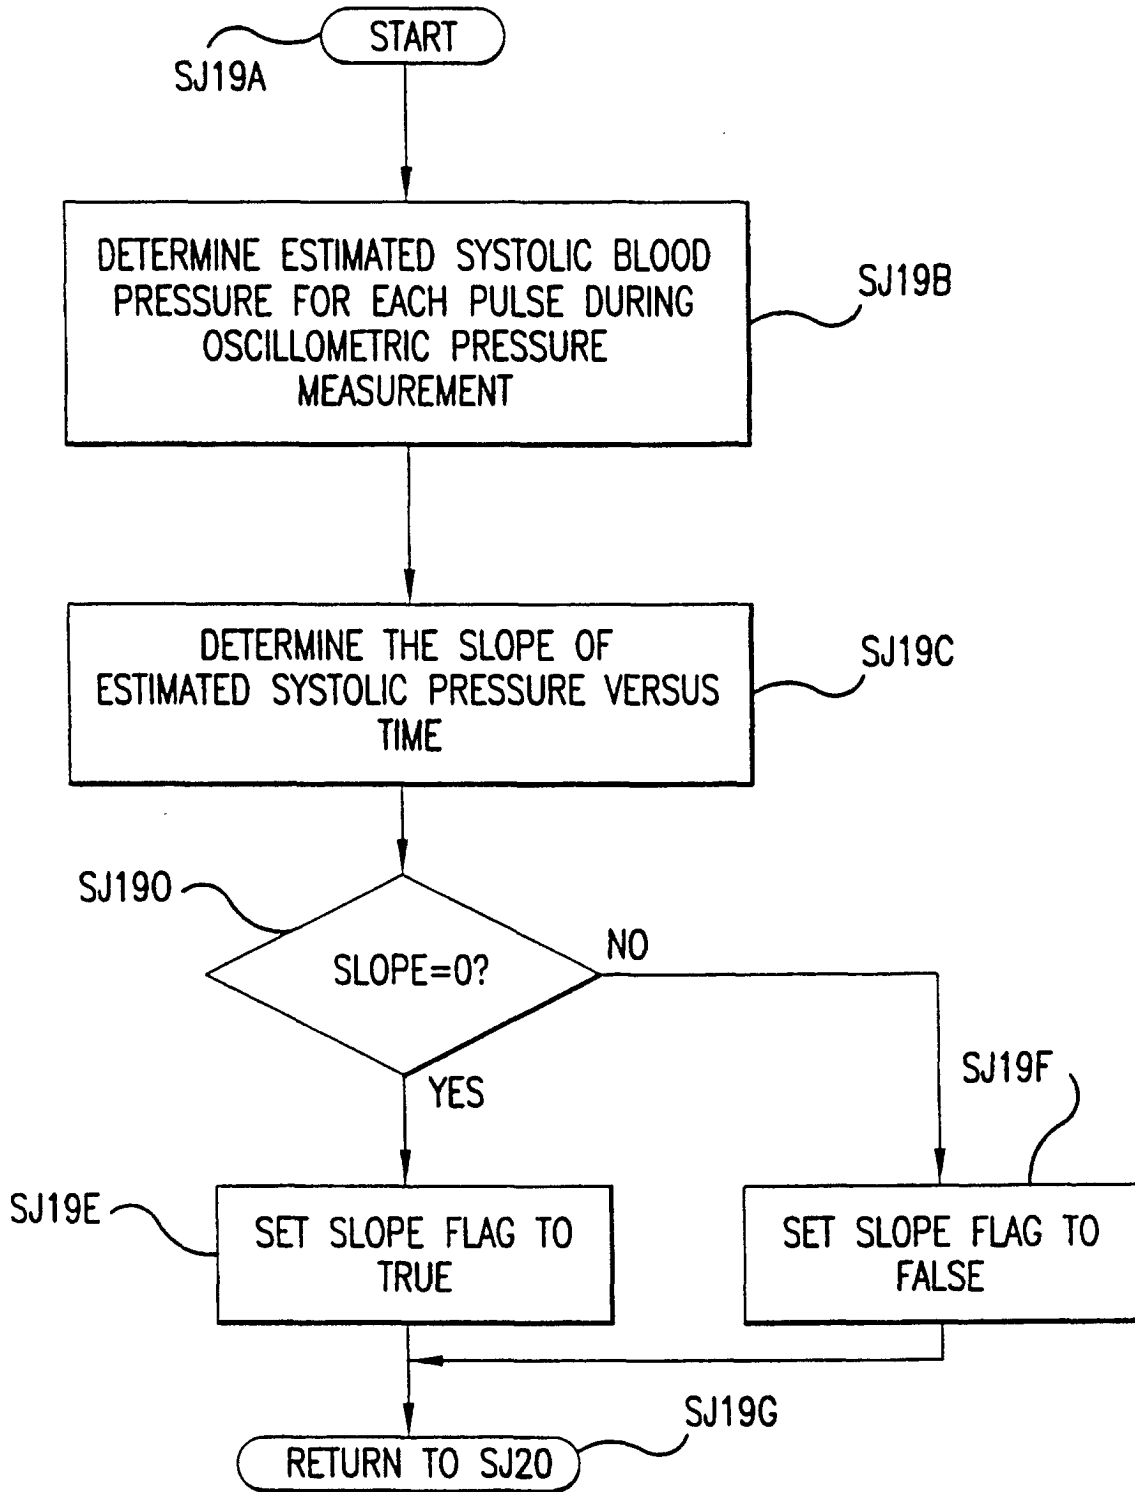 START
SJ19A
DETERMINE ESTIMATED SYSTOLIC BLOOD
PRESSURE FOR EACH PULSE DURING
OSCILLOMETRIC PRESSURE
MEASUREMENT
SJ19B
DETERMINE THE SLOPE OF
ESTIMATED SYSTOLIC PRESSURE VERSUS
TIME
SJ19C
SJ19O
SLOPE=0?
NO
YES
SJ19F
SJ19E
SET SLOPE FLAG TO
TRUE
SET SLOPE FLAG TO
FALSE
SJ19G
RETURN TO SJ20